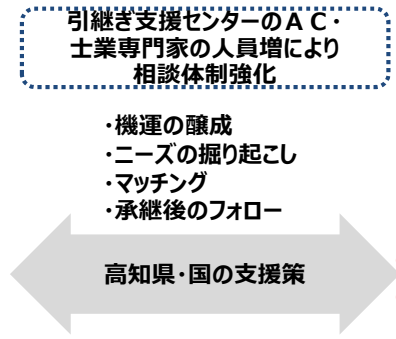 引継ぎ支援センターのＡＣ・
士業専門家の人員増により
相談体制強化
・機運の醸成
・ニーズの掘り起こし
・マッチング
・承継後のフォロー
高知県・国の支援策